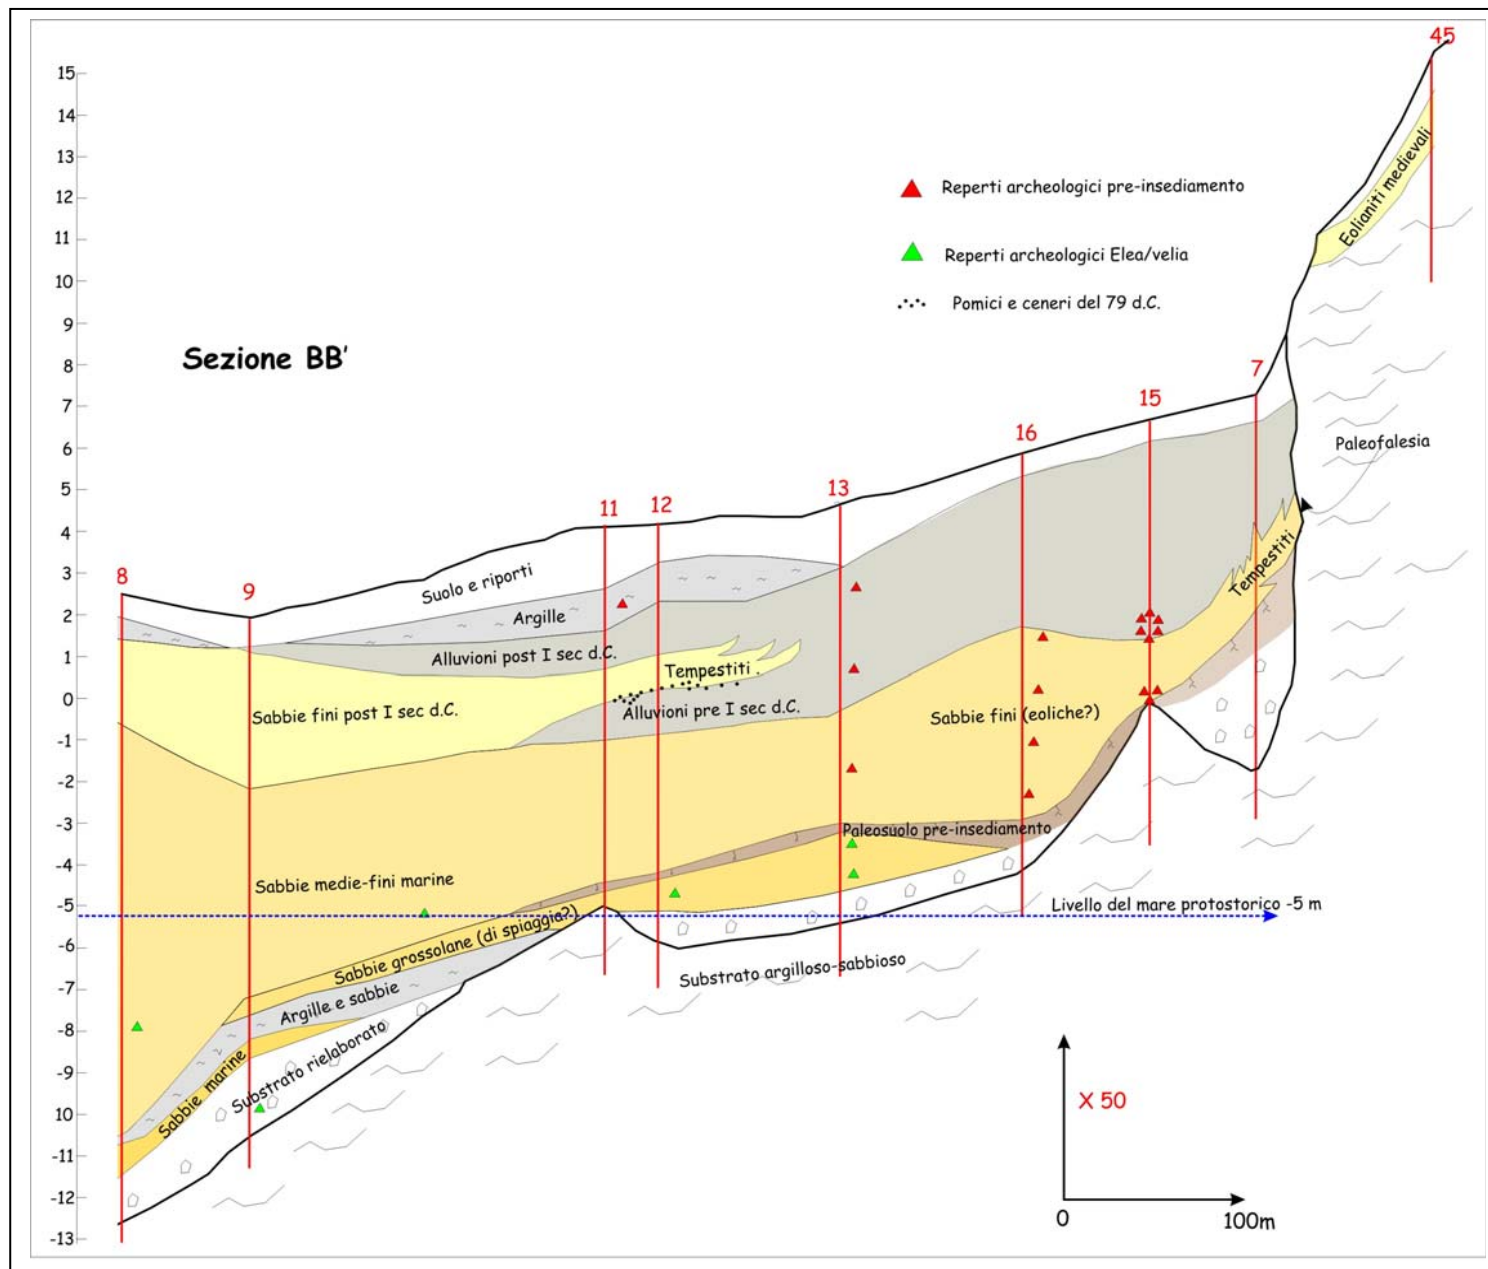 45
15
14
13
12
11
10
9
8
7
6
5
4
3
2
1
0
-1
-2
-3
-4
-5
-6
-7
-8
-9
10
-11
-12
-13
Reperti archeologici pre-insediamento
Reperti archeologici Elea/velia
Pomici e ceneri del 79 d.C.
Eolianiti medievali
Sezione BB'
7
15
16
13
12
11
8
9
Paleofalesia
Suolo e riporti
Argille
Alluvioni post I sec d.C.
Tempestiti
Tempestiti
Sabbie fini post I sec d.C.
Alluvioni pre I sec d.C.
Sabbie fini (eoliche?)
Paleosuolo pre-insediamento
Sabbie medie-fini marine
Livello del mare protostorico -5 m
Sabbie grossolane (di spiaggia?)
Substrato argilloso-sabbioso
Argille e sabbie
Sabbie marine
Substrato rielaborato
X 50
0
100m